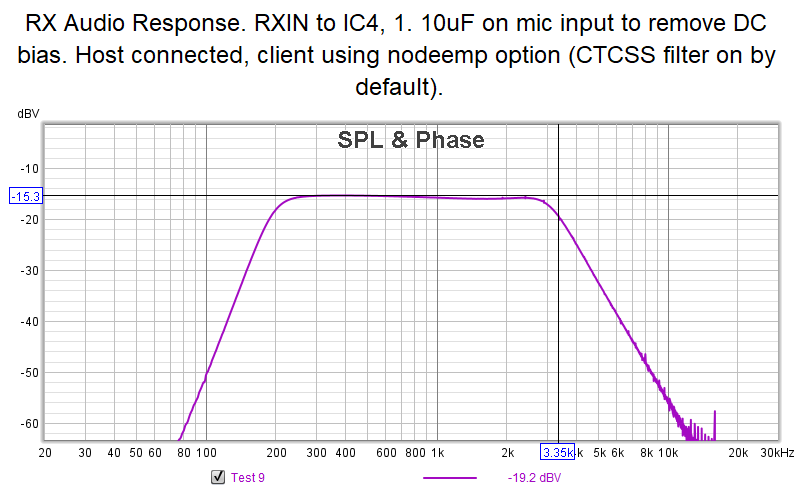 RX Audio Response. RXIN to IC4, 1. 10uF on mic input to remove DC
bias. Host connected, client using nodeemp option (CTCSS filter on by
default).
dBV
SPL & Phase
-10
-15.3
-20
-30
-40
-50
-60
20 30 40 50 60 80 100 200 300 400 600 800 1k 2k 3.35k k 5k 6k 8k 10k 20k 30kHz
Test 9 -19.2 dBV